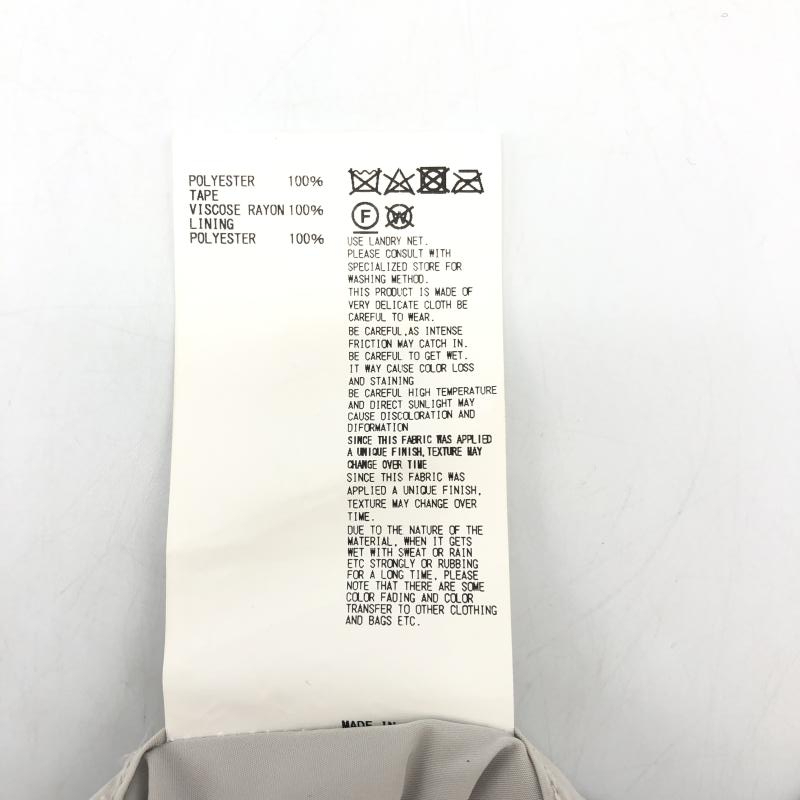 POLYESTER 100%
TAPE
VISCOSE RAYON 100%
LINING
POLYESTER 100%
F
W
USE LANDRY NET.
PLEASE CONSULT WITH
SPECIALIZED STORE FOR
WASHING METHOD.
THIS PRODUCT IS MADE OF
VERY DELICATE CLOTH BE
CAREFUL TO WEAR.
BE CAREFUL,AS INTENSE
FRICTION MAY CATCH IN.
BE CAREFUL TO GET WET.
IT WAY CAUSE COLOR LOSS
AND STAINING
BE CAREFUL HIGH TEMPERATURE
AND DIRECT SUNLIGHT MAY
CAUSE DISCOLORATION AND
DIFORMATION
SINCE THIS FABRIC WAS APPLIED
A UNIQUE FINISH,TEXTURE MAY
CHANGE OVER TIME
SINCE THIS FABRIC WAS
APPLIED A UNIQUE FINISH,
TEXTURE MAY CHANGE OVER
TIME.
DUE TO THE NATURE OF THE
MATERIAL, WHEN IT GETS
WET WITH SWEAT OR RAIN
ETC STRONGLY OR RUBBING
FOR A LONG TIME, PLEASE
NOTE THAT THERE ARE SOME
COLOR FADING AND COLOR
TRANSFER TO OTHER CLOTHING
AND BAGS ETC.
MADE IN